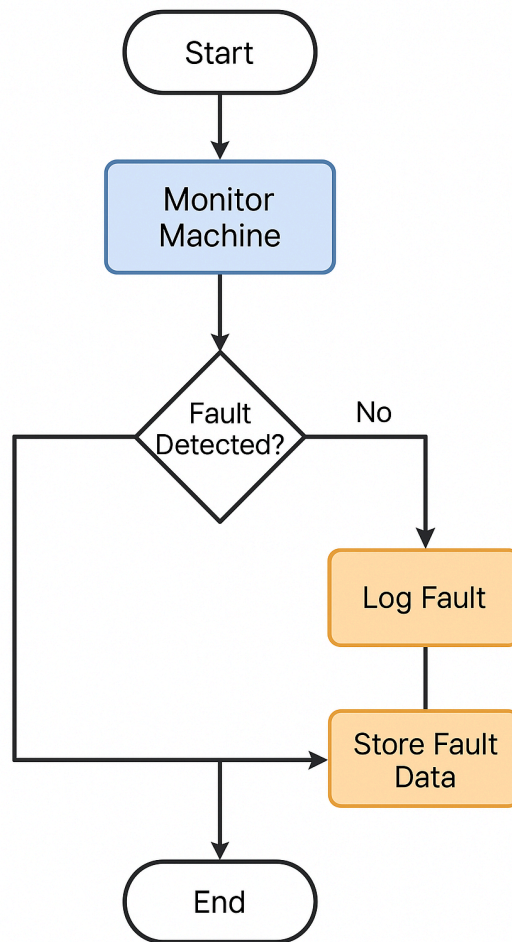 Start
Monitor
Machine
Fault
Detected?
No
Log Fault
Store Fault
Data
End